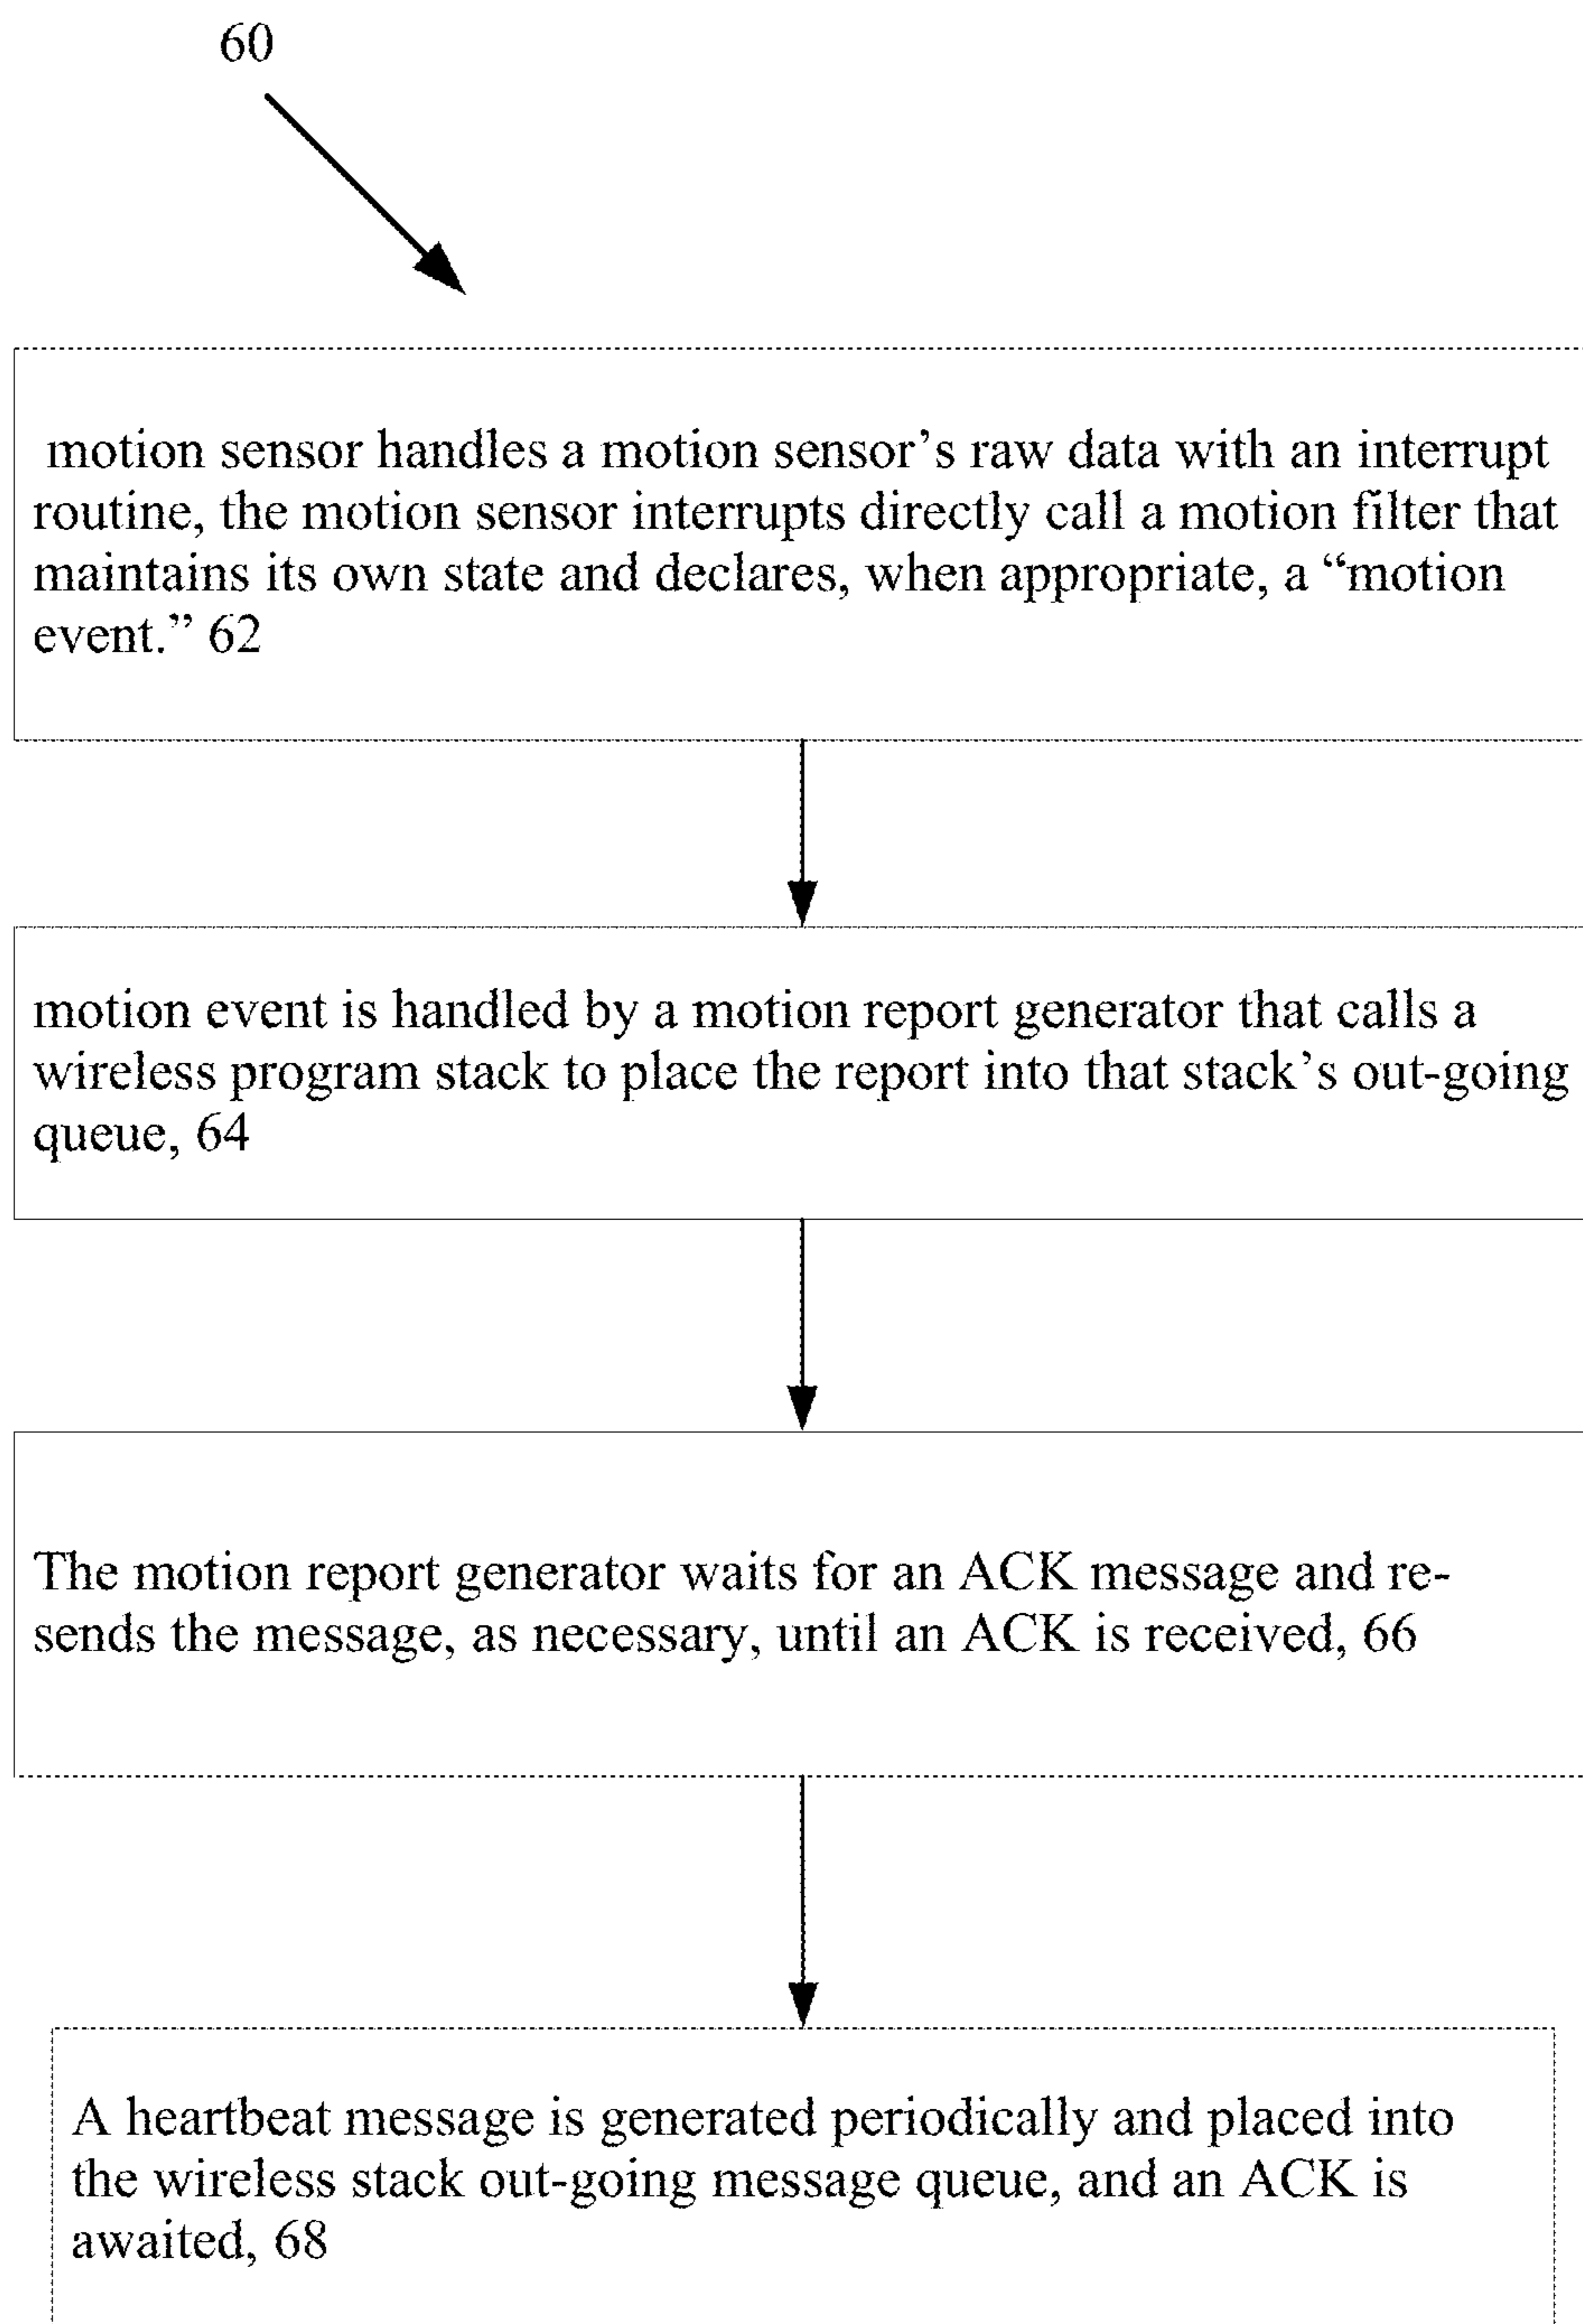 60
motion sensor handles a motion sensor’s raw data with an interrupt
routine, the motion sensor interrupts directly call a motion filter that
maintains its own state and declares, when appropriate, a “motion
event.” 62
motion event is handled by a motion report generator that calls a
wireless program stack to place the report into that stack’s out-going
queue, 64
The motion report generator waits for an ACK message and re-
sends the message, as necessary, until an ACK is received, 66
A heartbeat message is generated periodically and placed into
the wireless stack out-going message queue, and an ACK is
awaited, 68